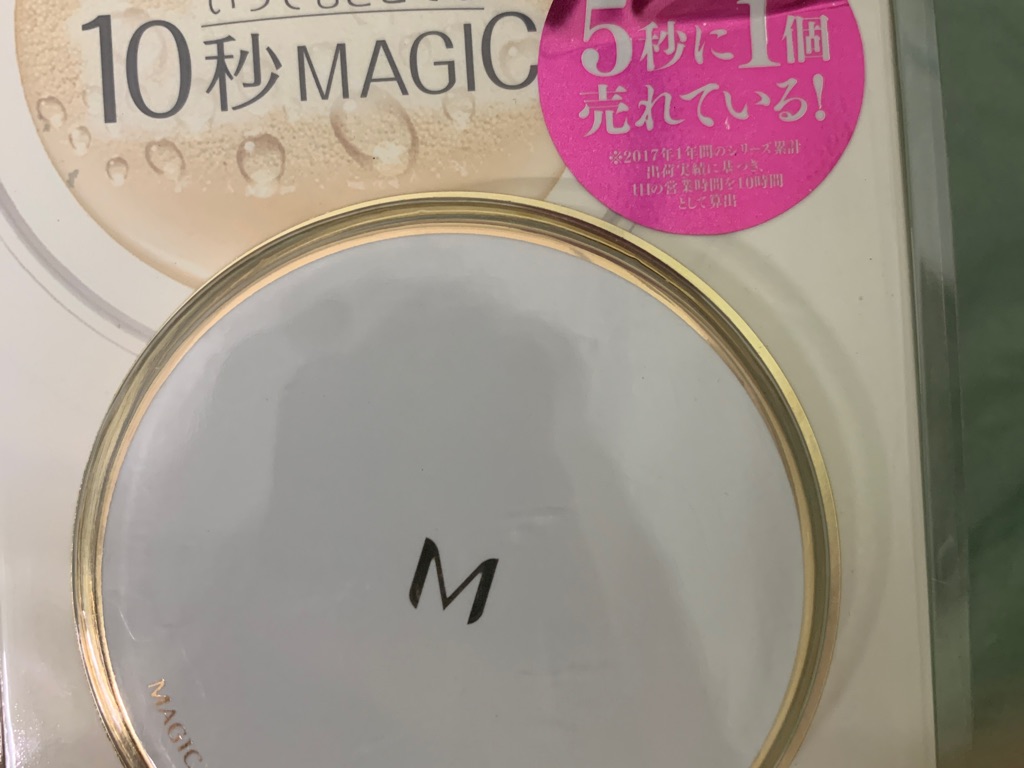 10秒MAGIC
5秒に1個
売れている!
※2017年1年間のシリーズ累計
出荷実績に基づき、
1日の営業時間を10時間
として算出
M
MAGIC